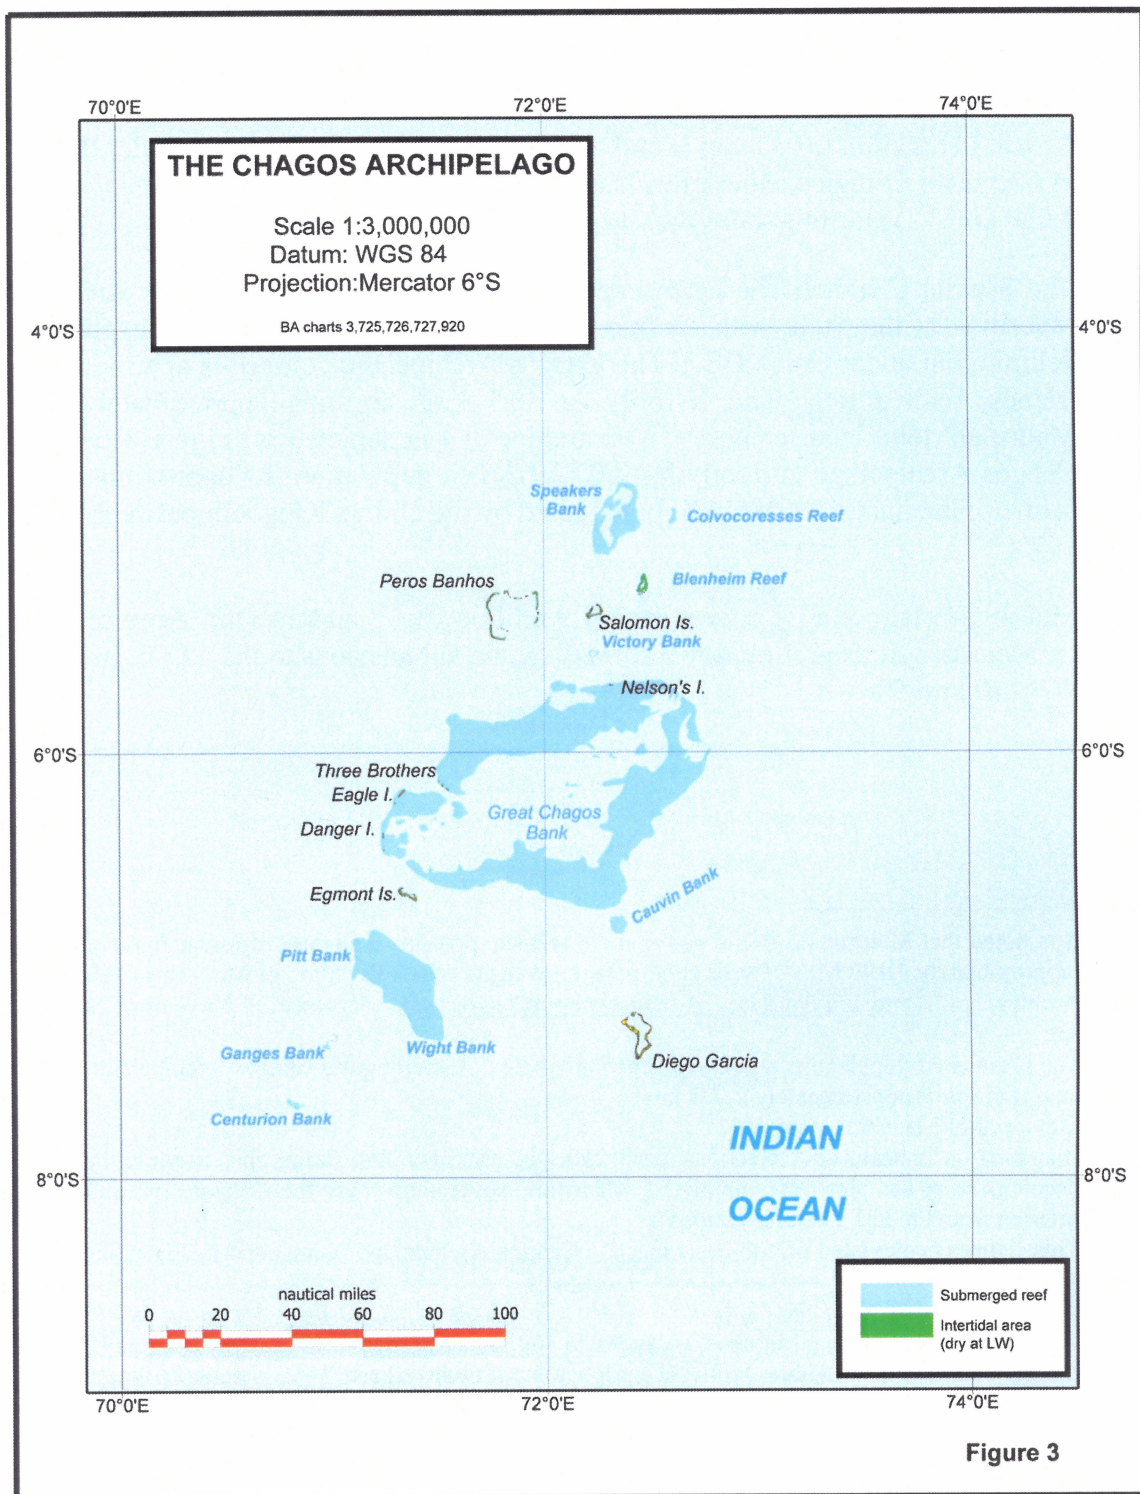 70°0'E
72°0'E
74°0'E
THE CHAGOS ARCHIPELAGO
Scale 1:3,000,000
Datum: WGS 84
Projection:Mercator 6°S
BA charts 3,725,726,727,920
4°0'S
4°0'S
Speakers
Bank
Colvocoresses Reef
Peros Banhos
Blenheim Reef
Salomon Is.
Victory Bank
Nelson's I.
6°0'S
6°0'S
Three Brothers
Eagle I.
Great Chagos
Bank
Danger I.
Egmont Is.
Cauvin Bank
Pitt Bank
Ganges Bank
Wight Bank
Diego Garcia
Centurion Bank
INDIAN
OCEAN
8°0'S
8°0'S
nautical miles
0 20 40 60 80 100
Submerged reef
Intertidal area
(dry at LW)
70°0'E
72°0'E
74°0'E
Figure 3